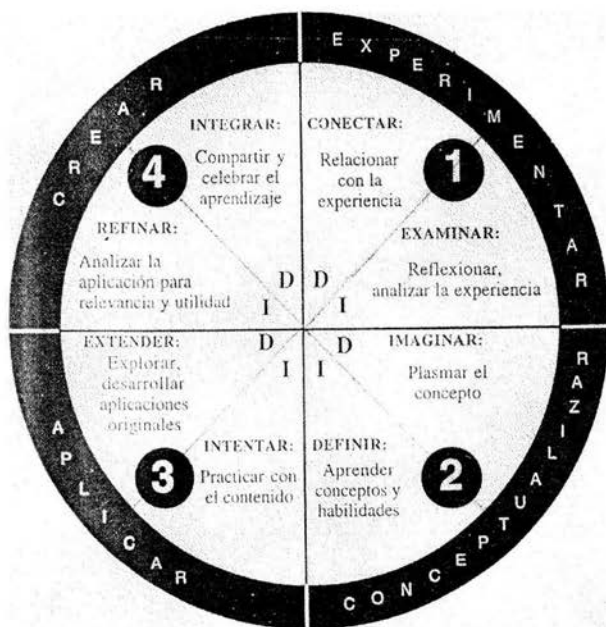 CREAR
EXPERIMENTAR
INTEGRAR:
Compartir y
celebrar el
aprendizaje
4
REFINAR:
Analizar la
aplicación para
relevancia y utilidad
CONECTAR:
Relacionar
con la
experiencia
1
EXAMINAR:
Reflexionar,
analizar la experiencia
D D
I I
D D
I I
EXTENDER:
Explorar,
desarrollar
aplicaciones
originales
3
INTENTAR:
Practicar con
el contenido
IMAGINAR:
Plasmar el
concepto
DEFINIR:
Aprender
conceptos y
habilidades
2
APLICAR
CONCEPTUALIZAR